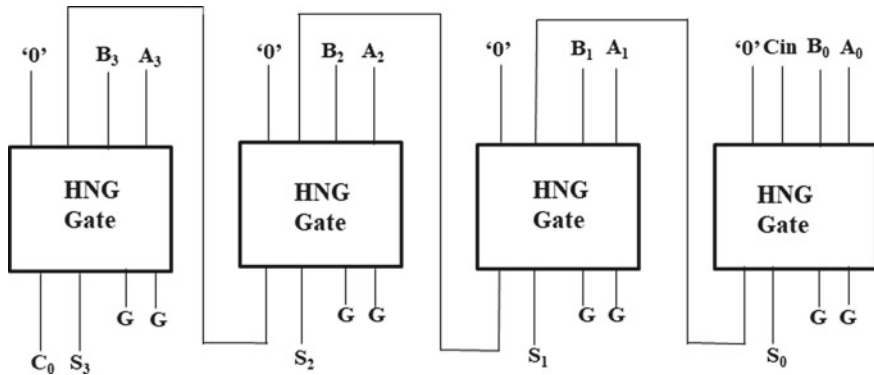 ‘0’ B₃ A₃ ‘0’ B₂ A₂ ‘0’ B₁ A₁ ‘0’ Cin B₀ A₀
HNG HNG HNG HNG
Gate Gate Gate Gate
G G G G G G G G
C₀ S₃ S₂ S₁ S₀